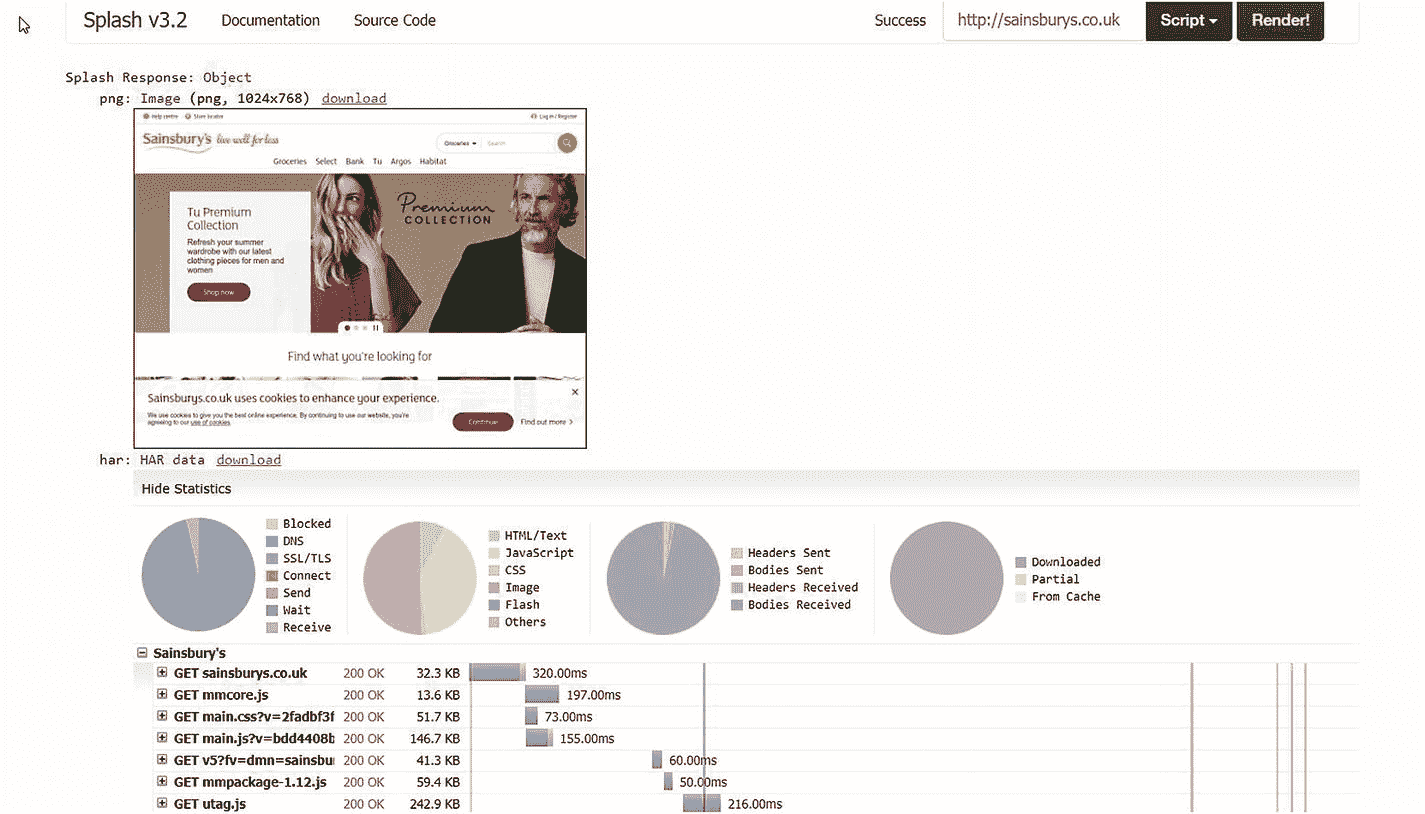 Splash v3.2 Documentation Source Code Success http://sainsburys.co.uk Script Render!
Splash Response: Object
png: Image (png, 1024x768) download
Help centre Store locator Log in / Register
Sainsbury's live well for less Groceries Search
Groceries Select Bank Tu Argos Habitat
Tu Premium
Collection
Refresh your summer
wardrobe with our latest
clothing pieces for men and
women
Shop now
Premium
COLLECTION
Find what you're looking for
Sainsburys.co.uk uses cookies to enhance your experience.
We use cookies to give you the best online experience. By continuing to use our website, you're
agreeing to our use of cookies.
Continue Find out more
har: HAR data download
Hide Statistics
Blocked
DNS
SSL/TLS
Connect
Send
Wait
Receive
HTML/Text
JavaScript
CSS
Image
Flash
Others
Headers Sent
Bodies Sent
Headers Received
Bodies Received
Downloaded
Partial
From Cache
Sainsbury's
GET sainsburys.co.uk 200 OK 32.3 KB 320.00ms
GET mmcore.js 200 OK 13.6 KB 197.00ms
GET main.css?v=2fadbf3f 200 OK 51.7 KB 73.00ms
GET main.js?v=bdd4408b 200 OK 146.7 KB 155.00ms
GET v5?fv=dmn=sainsbu 200 OK 41.3 KB 60.00ms
GET mmpackage-1.12.js 200 OK 59.4 KB 50.00ms
GET utag.js 200 OK 242.9 KB 216.00ms